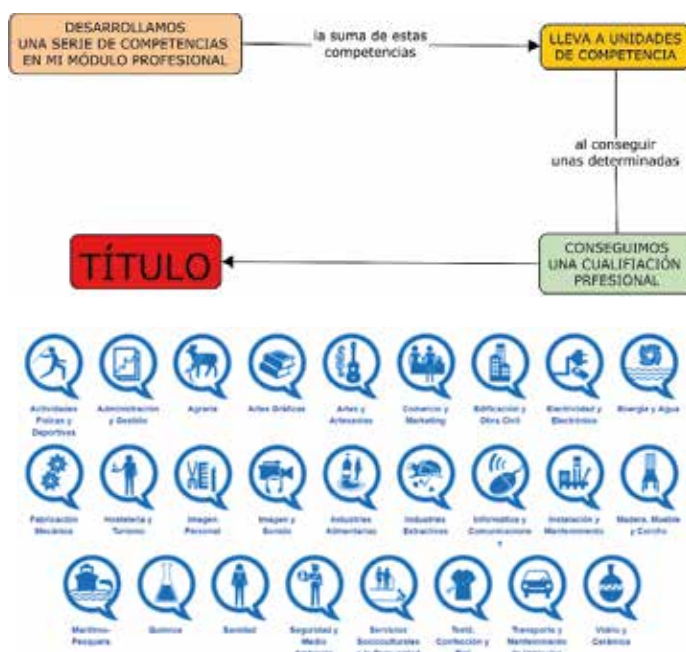 DESARROLLAMOS
UNA SERIE DE COMPETENCIAS
EN MI MÓDULO PROFESIONAL
la suma de estas
competencias
LLEVA A UNIDADES
DE COMPETENCIA
al conseguir
unas determinadas
CONSEGUIMOS
UNA CUALIFIACIÓN
PRFESIONAL
TÍTULO
Actividades
Físicas y
Deportivas
Administración
y Gestión
Agraria
Artes Gráficas
Artes y
Artesanías
Comercio y
Marketing
Edificación y
Obra Civil
Electricidad y
Electrónica
Energía y Agua
Fabricación
Mecánica
Hostelería y
Turismo
Imagen
Personal
Imagen y
Sonido
Industrias
Alimentarias
Industrias
Extractivas
Informática y
Comunicacione
Instalación y
Mantenimiento
Madera, Mueble
y Corcho
Marítimo-
Pesquera
Química
Sanidad
Seguridad y
Medio
Servicios
Socioculturales
Textil,
Confección y
Transporte y
Mantenimiento
Vidrio y
Cerámica